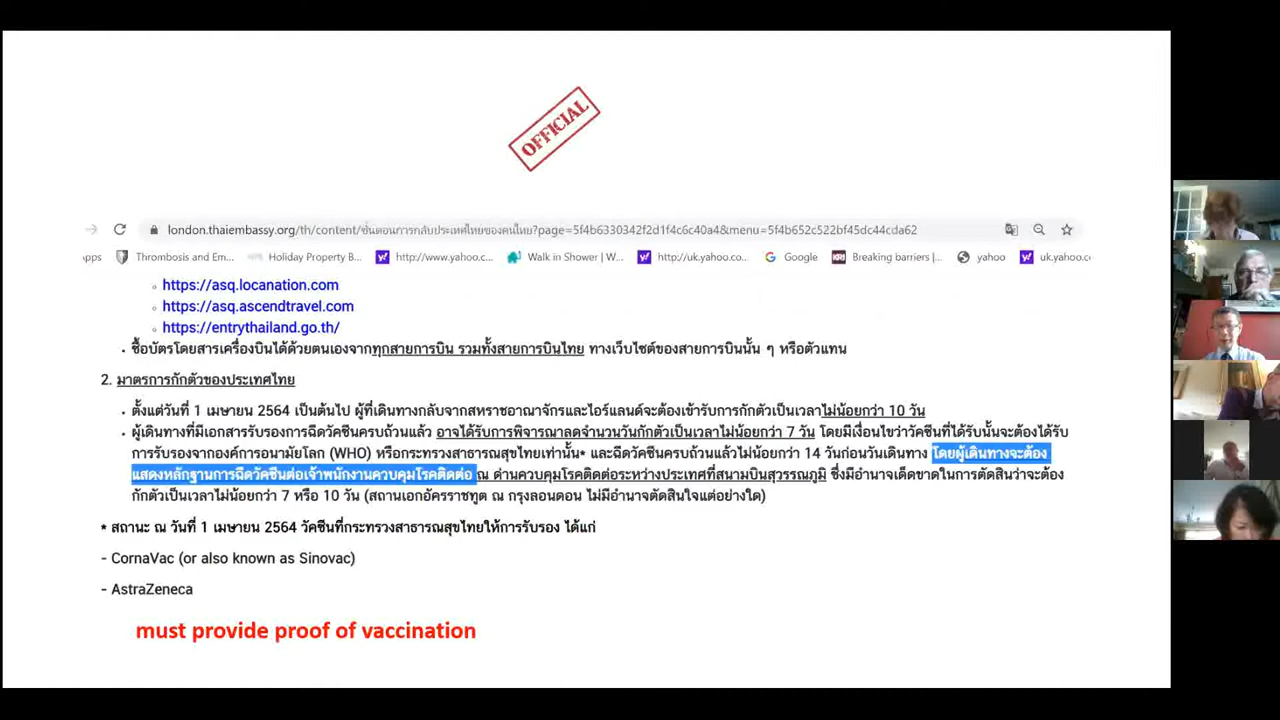 OFFICIAL
london.thaiembassy.org/th/content/ขั้นตอนการกลับประเทศไทยของคนไทย?page=5f4b6330342f2d1f4c6c40a4&menu=5f4b652c522bf45dc44cda62
Apps Thrombosis and Em... Holiday Property B... http://www.yahoo.c... Walk in Shower | W... http://uk.yahoo.co... Google Breaking barriers |... yahoo uk.yahoo.c
https://asq.locanation.com
https://asq.ascendtravel.com
https://entrythailand.go.th/
ซื้อบัตรโดยสารเครื่องบินได้ด้วยตนเองจากทุกสายการบิน รวมทั้งสายการบินไทย ทางเว็บไซต์ของสายการบินนั้น ๆ หรือตัวแทน
2. มาตรการกักตัวของประเทศไทย
ตั้งแต่วันที่ 1 เมษายน 2564 เป็นต้นไป ผู้ที่เดินทางกลับจากสหราชอาณาจักรและไอร์แลนด์จะต้องเข้ารับการกักตัวเป็นเวลาไม่น้อยกว่า 10 วัน
ผู้เดินทางที่มีเอกสารรับรองการฉีดวัคซีนครบถ้วนแล้ว อาจได้รับการพิจารณาลดจำนวนวันกักตัวเป็นเวลาไม่น้อยกว่า 7 วัน โดยมีเงื่อนไขว่าวัคซีนที่ได้รับนั้นจะต้องได้รับ
การรับรองจากองค์การอนามัยโลก (WHO) หรือกระทรวงสาธารณสุขไทยเท่านั้น* และฉีดวัคซีนครบถ้วนแล้วไม่น้อยกว่า 14 วันก่อนวันเดินทาง โดยผู้เดินทางจะต้อง
แสดงหลักฐานการฉีดวัคซีนต่อเจ้าพนักงานควบคุมโรคติดต่อ ณ ด่านควบคุมโรคติดต่อระหว่างประเทศที่สนามบินสุวรรณภูมิ ซึ่งมีอำนาจเด็ดขาดในการตัดสินว่าจะต้อง
กักตัวเป็นเวลาไม่น้อยกว่า 7 หรือ 10 วัน (สถานเอกอัครราชทูต ณ กรุงลอนดอน ไม่มีอำนาจตัดสินใจแต่อย่างใด)
* สถานะ ณ วันที่ 1 เมษายน 2564 วัคซีนที่กระทรวงสาธารณสุขไทยให้การรับรอง ได้แก่
- CornaVac (or also known as Sinovac)
- AstraZeneca
must provide proof of vaccination